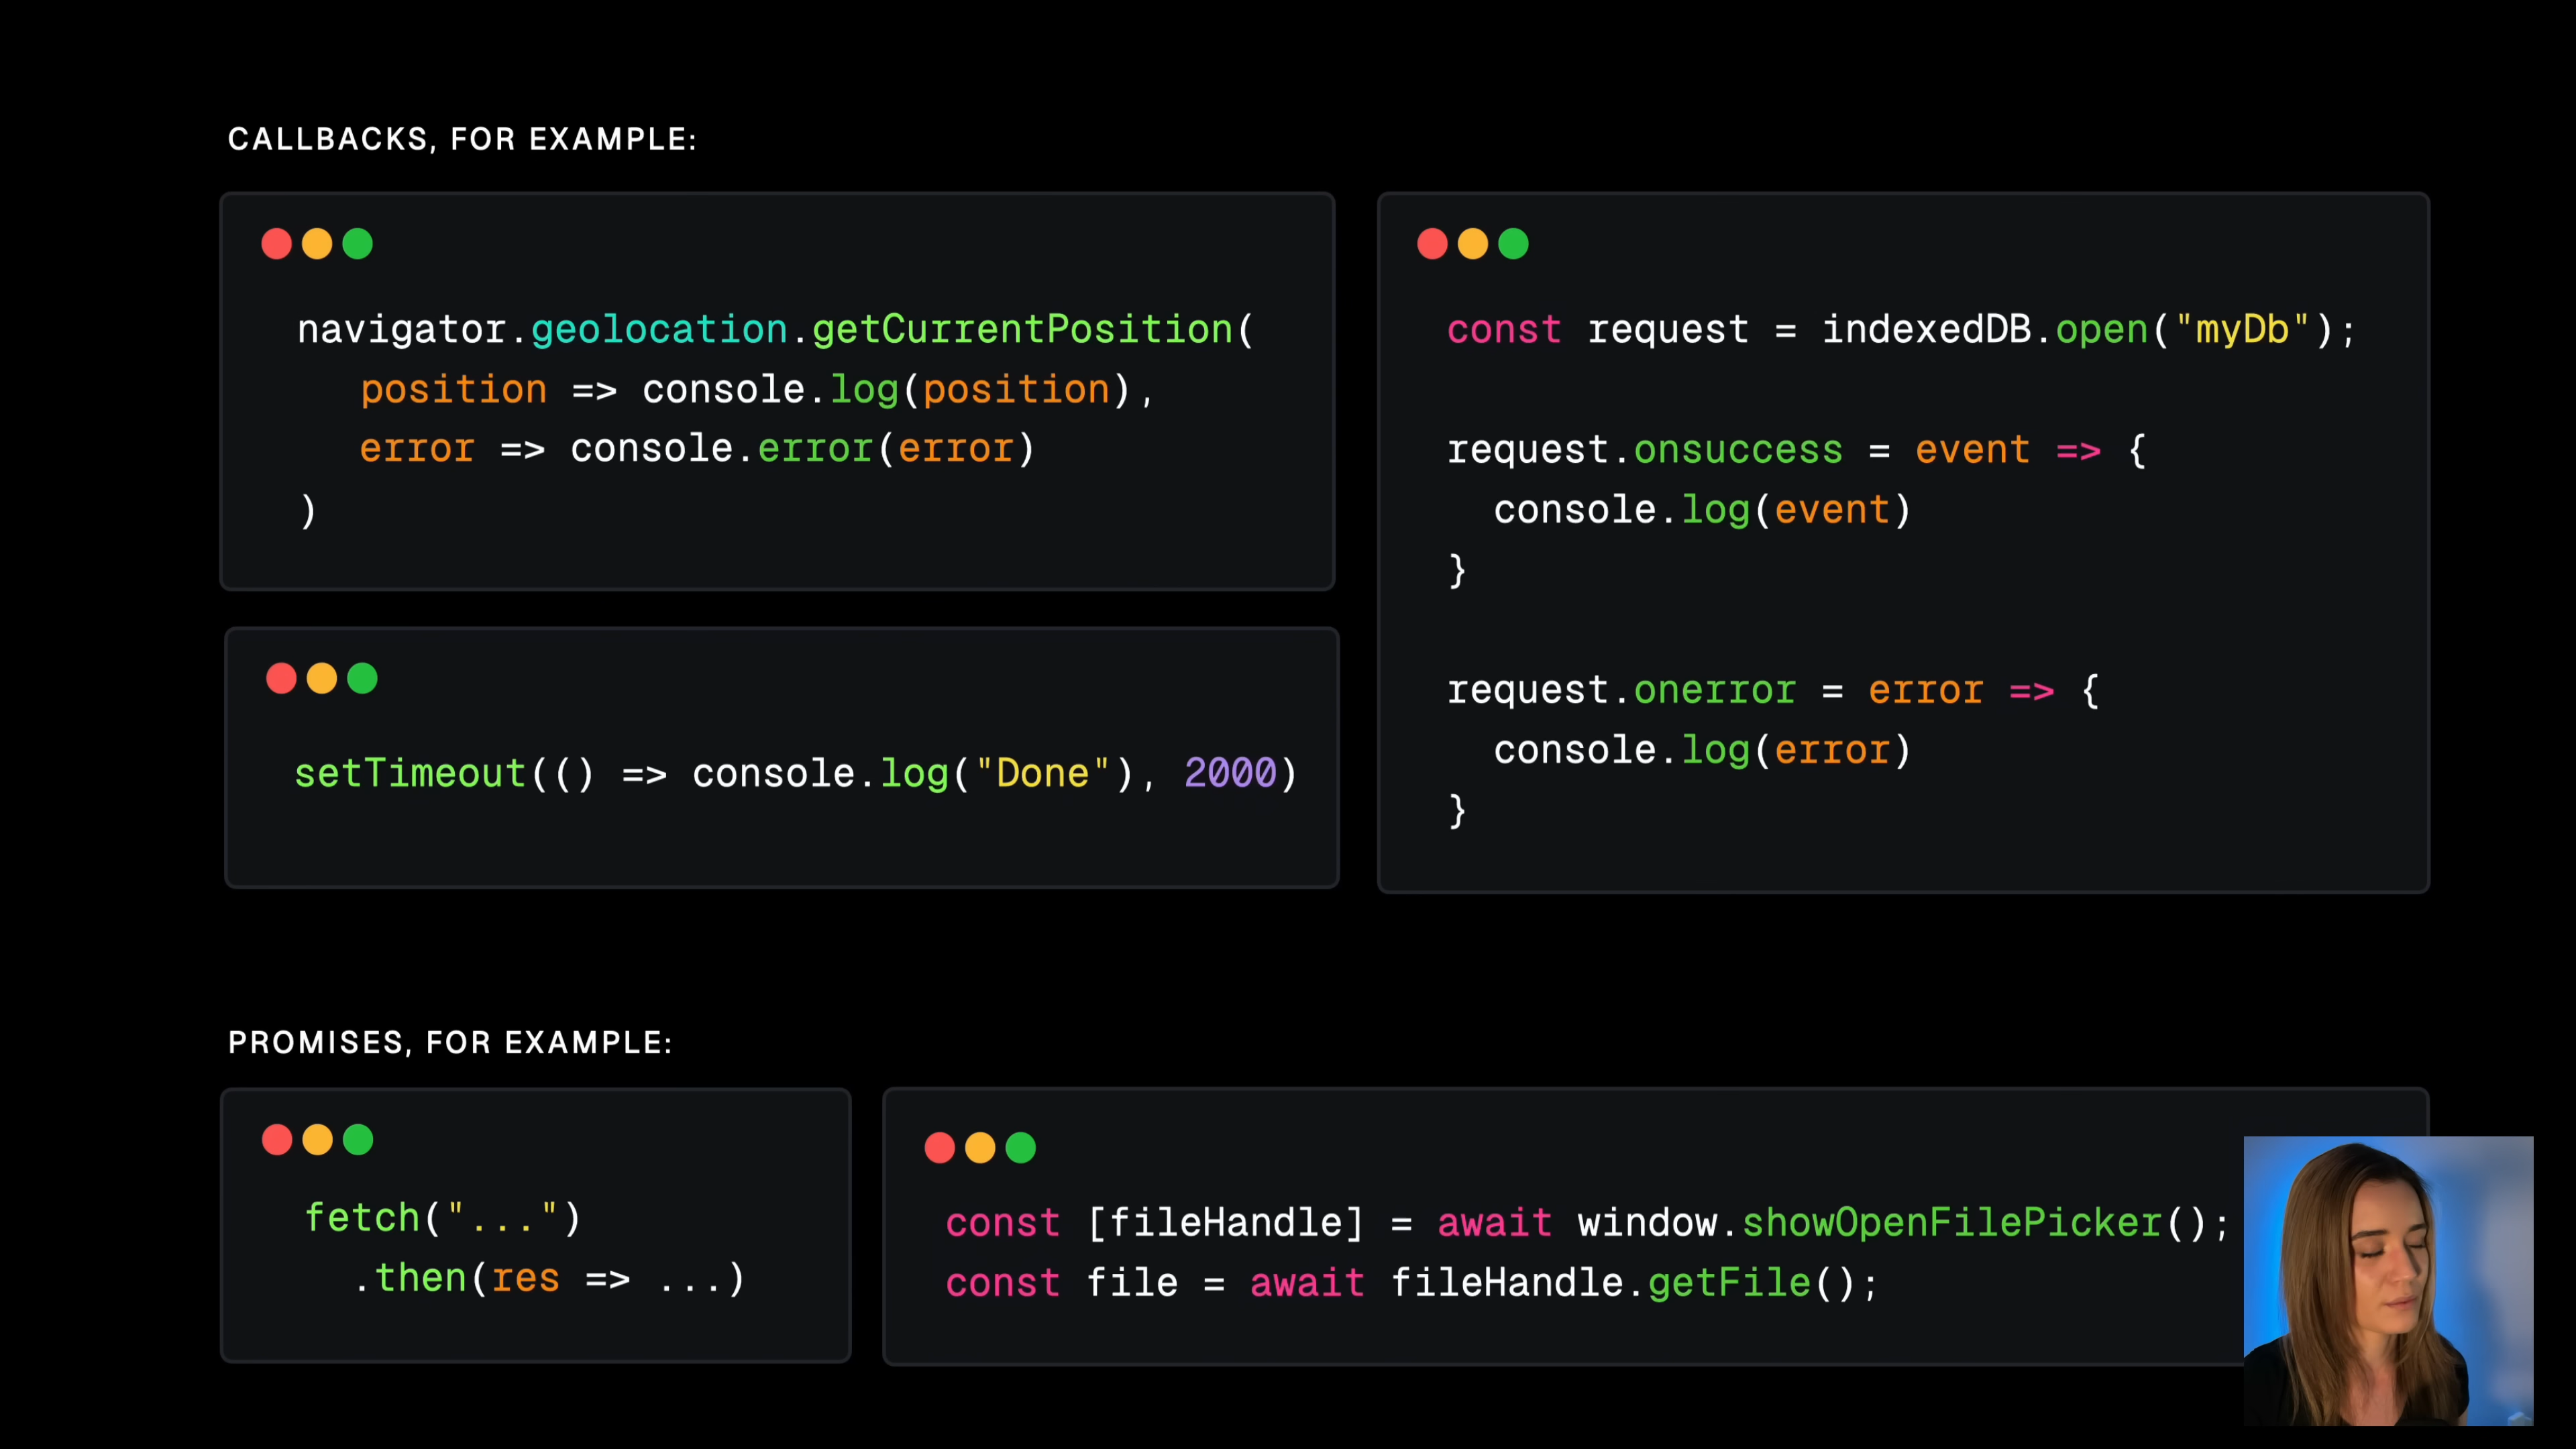 CALLBACKS, FOR EXAMPLE:
navigator.geolocation.getCurrentPosition(
position => console.log(position),
error => console.error(error)
)
setTimeout(() => console.log("Done"), 2000)
const request = indexedDB.open("myDb");
request.onsuccess = event => {
console.log(event)
}
request.onerror = error => {
console.log(error)
}
PROMISES, FOR EXAMPLE:
fetch("...")
.then(res => ...)
const [fileHandle] = await window.showOpenFilePicker();
const file = await fileHandle.getFile();